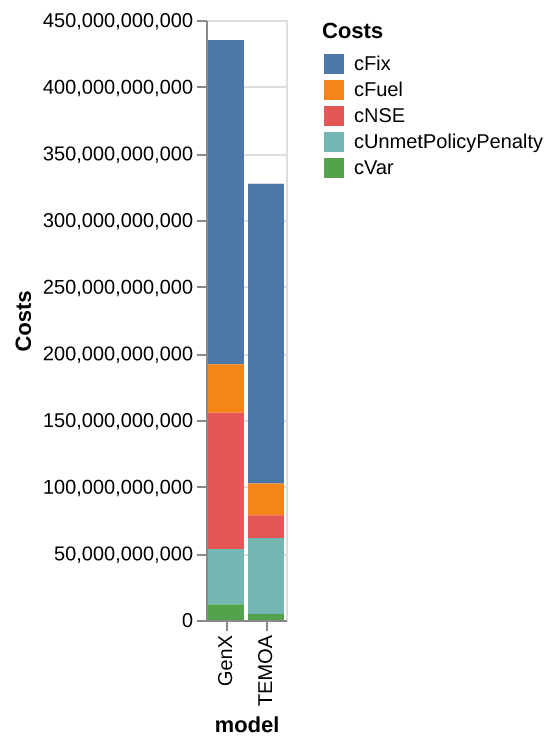 450,000,000,000
400,000,000,000
350,000,000,000
300,000,000,000
250,000,000,000
200,000,000,000
150,000,000,000
100,000,000,000
50,000,000,000
0
Costs
GenX
TEMOA
model
Costs
cFix
cFuel
cNSE
cUnmetPolicyPenalty
cVar